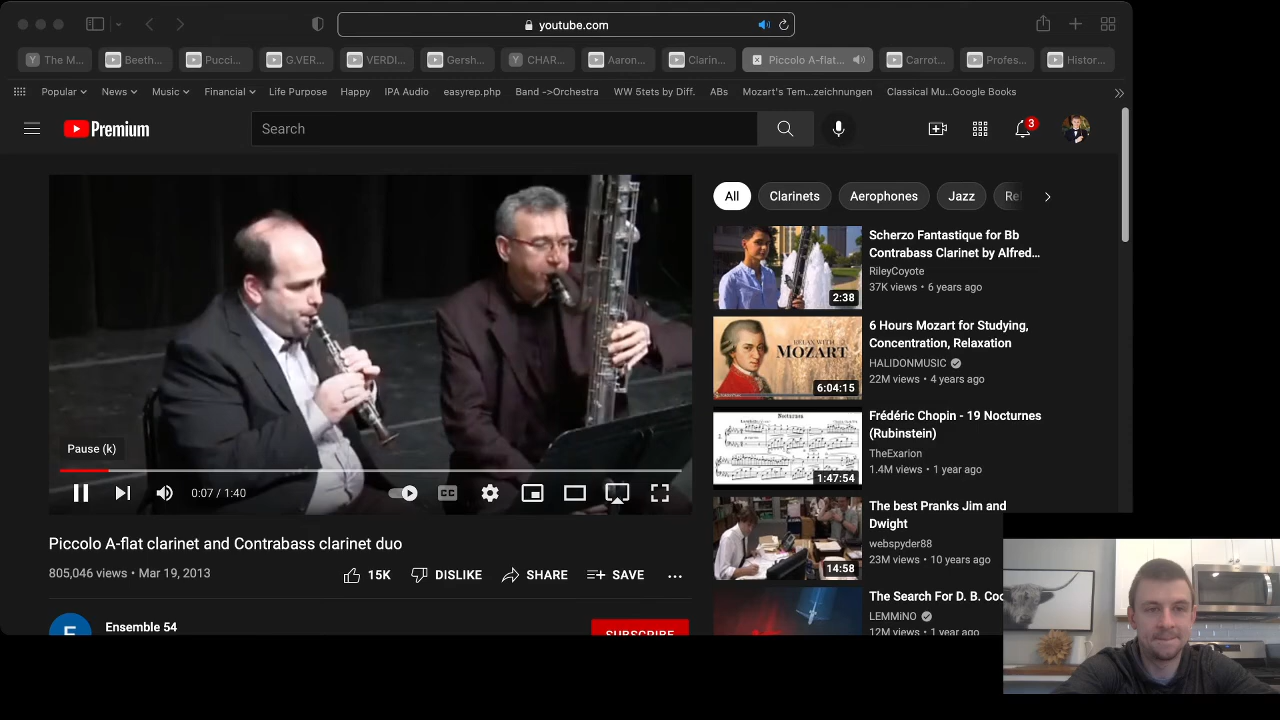 youtube.com
The M...
Beeth...
Pucci...
G.VER...
VERDI...
Gersh...
CHAR...
Aaron...
Clarin...
Piccolo A-flat...
Carrot...
Profes...
Histor...
Popular
News
Music
Financial
Life Purpose
Happy
IPA Audio
easyrep.php
Band ->Orchestra
WW 5tets by Diff.
ABs
Mozart's Tem...zeichnungen
Classical Mu...Google Books
Premium
Search
3
Pause (k)
0:07 / 1:40
CC
Piccolo A-flat clarinet and Contrabass clarinet duo
805,046 views • Mar 19, 2013
15K
DISLIKE
SHARE
SAVE
E
Ensemble 54
SUBSCRIBE
All
Clarinets
Aerophones
Jazz
Scherzo Fantastique for Bb
Contrabass Clarinet by Alfred...
RileyCoyote
37K views • 6 years ago
2:38
RELAX WITH
MOZART
6:04:15
6 Hours Mozart for Studying,
Concentration, Relaxation
HALIDONMUSIC
22M views • 4 years ago
1:47:54
Frédéric Chopin - 19 Nocturnes
(Rubinstein)
TheExarion
1.4M views • 1 year ago
14:58
The best Pranks Jim and
Dwight
webspyder88
23M views • 10 years ago
The Search For D. B. Coo
LEMMiNO
12M views • 1 year ago